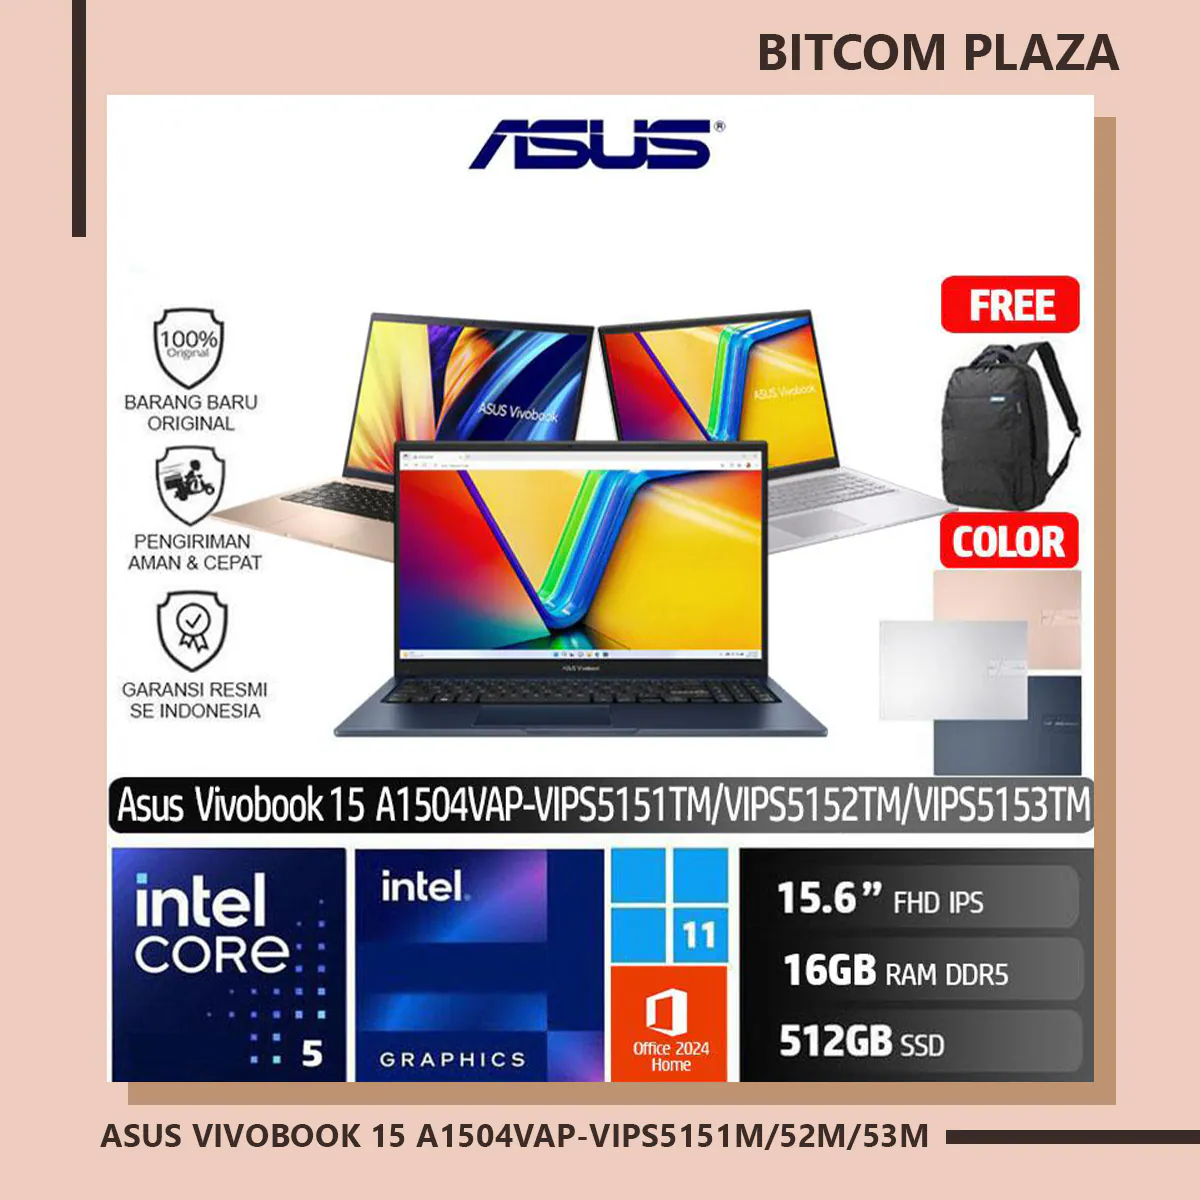 BITCOM PLAZA
ASUS®
100%
Original
BARANG BARU
ORIGINAL
PENGIRIMAN
AMAN & CEPAT
GARANSI RESMI
SE INDONESIA
ASUS Vivobook
ASUS Vivobook
ASUS Vivobook
FREE
COLOR
Asus Vivobook 15 A1504VAP-VIPS5151TM/VIPS5152TM/VIPS5153TM
intel
CORE
5
intel.
GRAPHICS
11
Office 2024
Home
15.6” FHD IPS
16GB RAM DDR5
512GB SSD
ASUS VIVOBOOK 15 A1504VAP-VIPS5151M/52M/53M